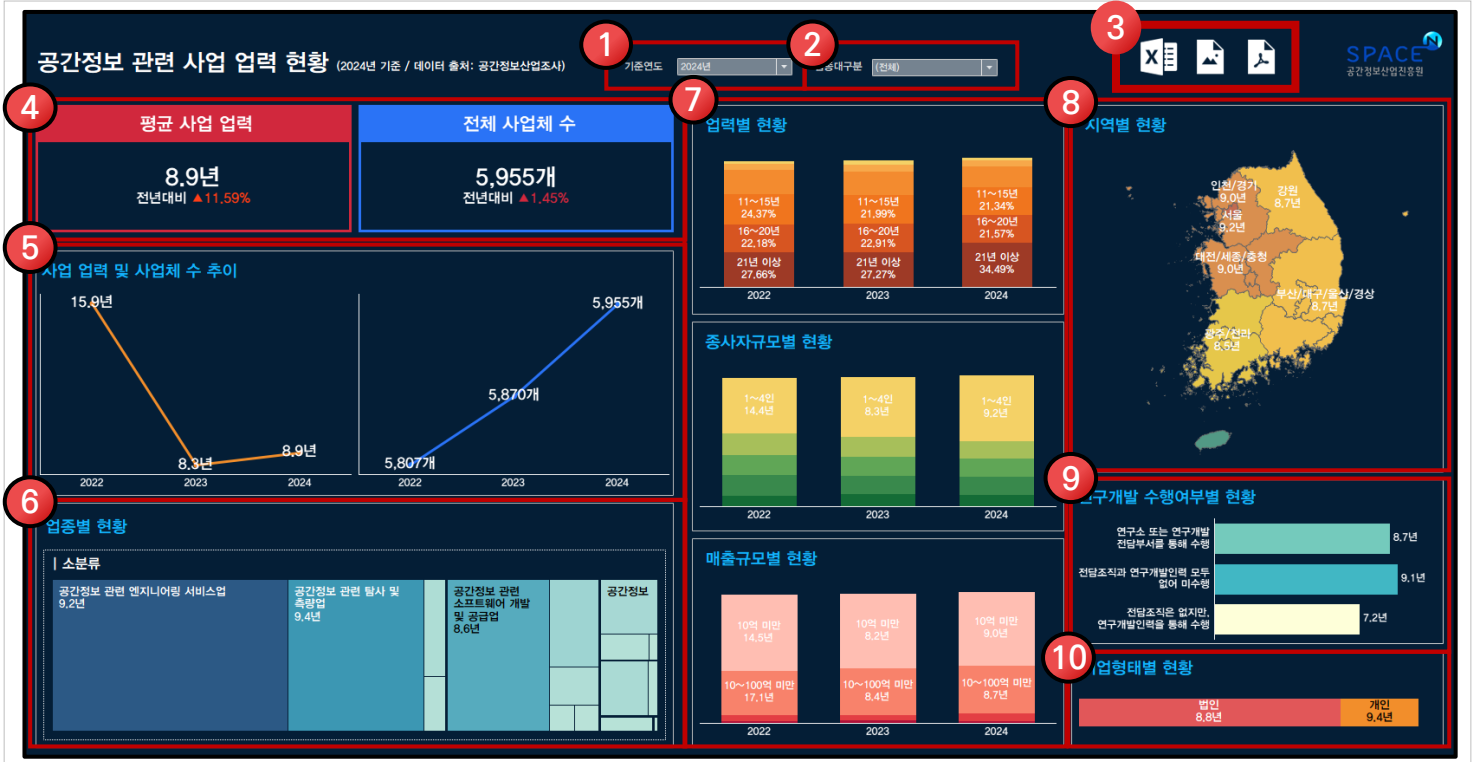 공간정보 관련 사업 업력 현황 (2024년 기준 / 데이터 출처: 공간정보산업조사)
1
기준연도
2024년
2
(전체)
3
SPACE N
공간정보산업진흥원
4
평균 사업 업력
8.9년
전년대비 ▲11.59%
전체 사업체 수
5,955개
전년대비 ▲1.45%
5
사업 업력 및 사업체 수 추이
15.9년
8.3년
8.9년
2022
2023
2024
5,807개
5,870개
5,955개
2022
2023
2024
6
업종별 현황
| 소분류
공간정보 관련 엔지니어링 서비스업
9.2년
공간정보 관련 탐사 및
측량업
9.4년
공간정보 관련
소프트웨어 개발
및 공급업
8.6년
공간정보
7
업력별 현황
11~15년
24.37%
16~20년
22.18%
21년 이상
27.66%
11~15년
21.99%
16~20년
22.91%
21년 이상
27.27%
11~15년
21.34%
16~20년
21.57%
21년 이상
34.49%
2022
2023
2024
종사자규모별 현황
1~4인
14.4년
1~4인
8.3년
1~4인
9.2년
2022
2023
2024
매출규모별 현황
10억 미만
14.5년
10~100억 미만
17.1년
10억 미만
8.2년
10~100억 미만
8.4년
10억 미만
9.0년
10~100억 미만
8.7년
2022
2023
2024
8
지역별 현황
인천/경기
9.0년
강원
8.7년
서울
9.2년
대전/세종/충청
9.0년
부산/대구/울산/경상
8.7년
광주/전라
8.5년
9
연구개발 수행여부별 현황
연구소 또는 연구개발
전담부서를 통해 수행
8.7년
전담조직과 연구개발인력 모두
없어 미수행
9.1년
전담조직은 없지만,
연구개발인력을 통해 수행
7.2년
10
기업형태별 현황
법인
8.8년
개인
9.4년